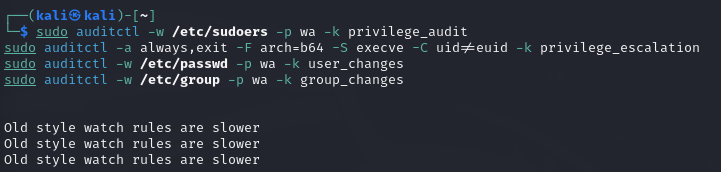 ┌──(kali㉿kali)-[~]
└─$ sudo auditctl -w /etc/sudoers -p wa -k privilege_audit
sudo auditctl -a always,exit -F arch=b64 -S execve -C uid≠euid -k privilege_escalation
sudo auditctl -w /etc/passwd -p wa -k user_changes
sudo auditctl -w /etc/group -p wa -k group_changes
Old style watch rules are slower
Old style watch rules are slower
Old style watch rules are slower